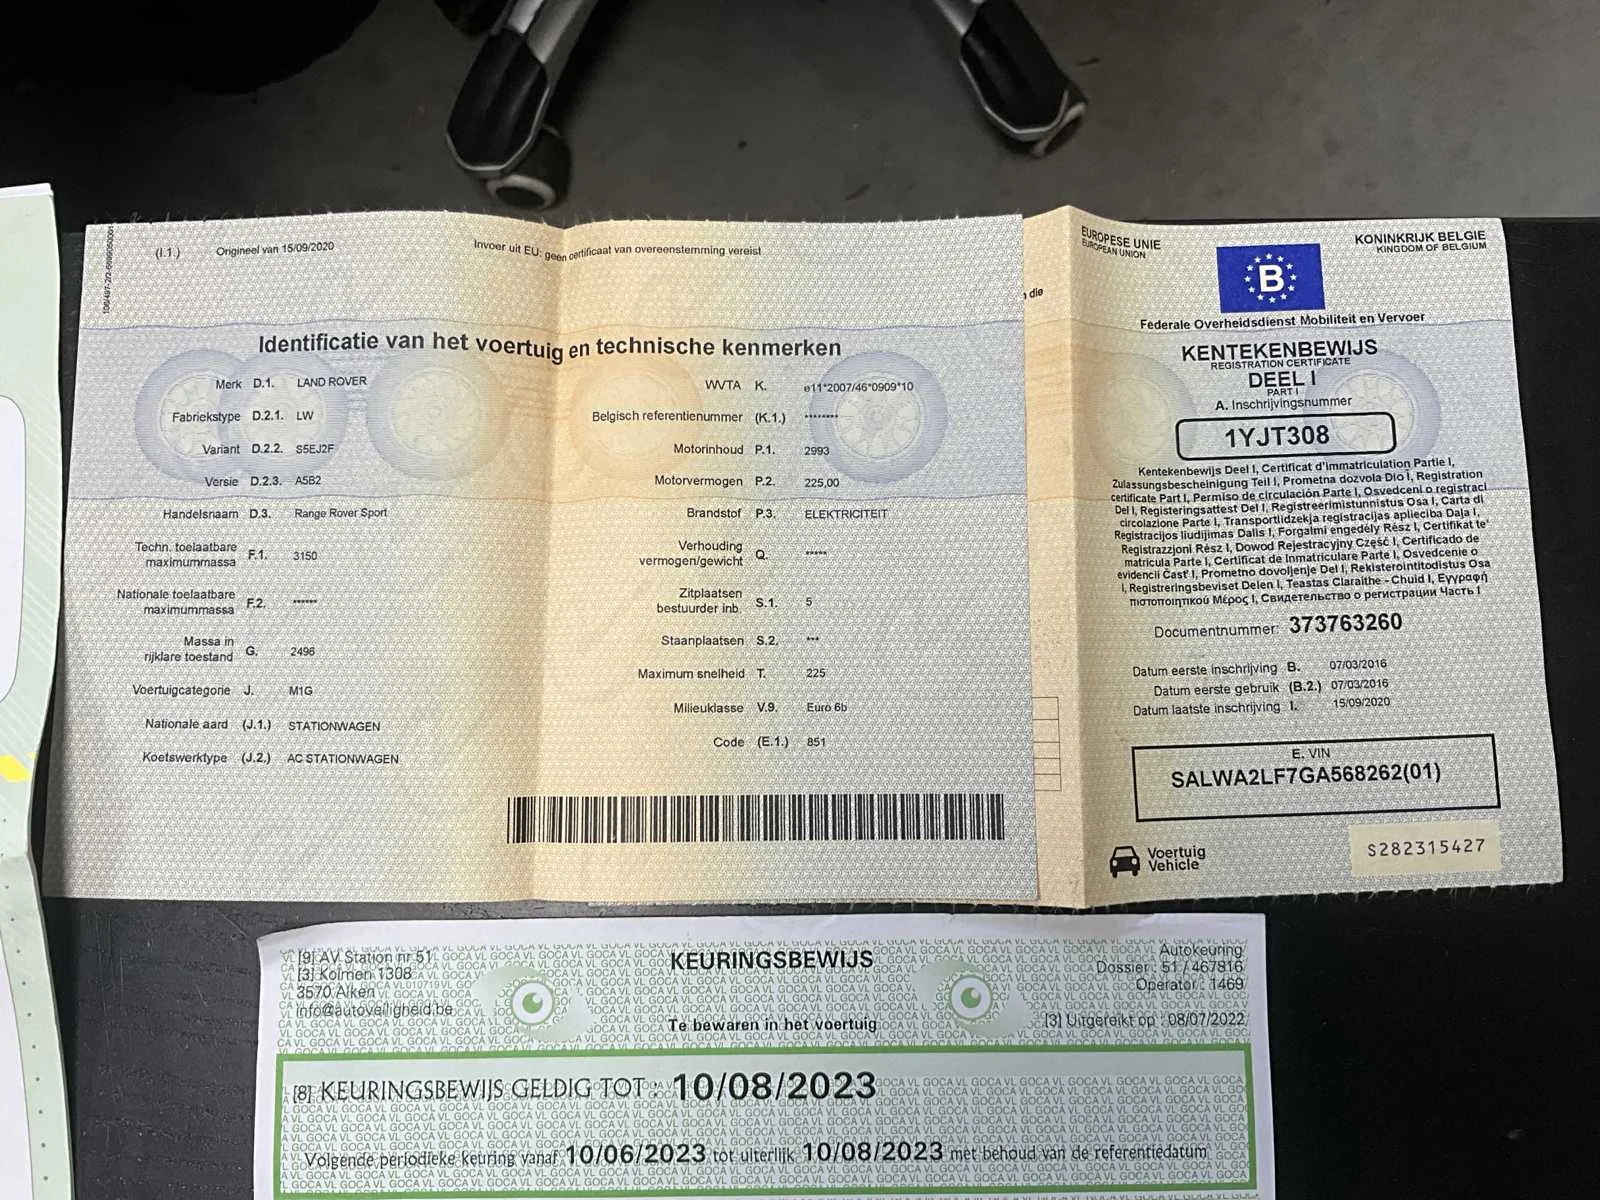 (I.1.) Origineel van 15/09/2020
Invoer uit EU: geen certificaat van overeenstemming vereist
Identificatie van het voertuig en technische kenmerken
Merk D.1. LAND ROVER
Fabriekstype D.2.1. LW
Variant D.2.2. S5EJ2F
Versie D.2.3. A5B2
Handelsnaam D.3. Range Rover Sport
Techn. toelaatbare
maximummassa F.1. 3150
Nationale toelaatbare
maximummassa F.2. ******
Massa in
rijklare toestand G. 2496
Voertuigcategorie J. M1G
Nationale aard (J.1.) STATIONWAGEN
Koetswerktype (J.2.) AC STATIONWAGEN
WVTA K. e11*2007/46*0909*10
Belgisch referentienummer (K.1.) ********
Motorinhoud P.1. 2993
Motorvermogen P.2. 225,00
Brandstof P.3. ELEKTRICITEIT
Verhouding
vermogen/gewicht Q. *****
Zitplaatsen
bestuurder inb. S.1. 5
Staanplaatsen S.2. ***
Maximum snelheid T. 225
Milieuklasse V.9. Euro 6b
Code (E.1.) 851
die
EUROPESE UNIE
EUROPEAN UNION
B
KONINKRIJK BELGIE
KINGDOM OF BELGIUM
Federale Overheidsdienst Mobiliteit en Vervoer
KENTEKENBEWIJS
REGISTRATION CERTIFICATE
DEEL I
PART I
A. Inschrijvingsnummer
1YJT308
Kentekenbewijs Deel I, Certificat d'immatriculation Partie I,
Zulassungsbescheinigung Teil I, Prometna dozvola Dio I, Registration
certificate Part I, Permiso de circulación Parte I, Osvedceni o registraci
Del I, Registeringsattest Del I, Registreerimistunnistus Osa I, Carta di
circolazione Parte I, Transportlidzekja registracijas aplieciba Daļa I,
Registracijos liudijimas Dalis I, Forgalmi engedély Rész I, Certifikat te'
Registrazzjoni Rész I, Dowod Rejestracyjny Część I, Certificado de
matricula Parte I, Certificat de Inmatriculare Parte I, Osvedcenie o
evidencii Časť I, Prometno dovoljenje Del I, Rekisterointitodistus Osa
I, Registreringsbeviset Delen I, Teastas Claraithe - Chuid I, Εγγραφή
πιστοποιητικού Μέρος I, Свидетельство о регистрации Часть I
Documentnummer: 373763260
Datum eerste inschrijving B. 07/03/2016
Datum eerste gebruik (B.2.) 07/03/2016
Datum laatste inschrijving I. 15/09/2020
E. VIN
SALWA2LF7GA568262(01)
Voertuig
Vehicle
S282315427
[9] AV Station nr 51
[3] Kolmen 1308
3570 Alken
info@autoveiligheid.be
KEURINGSBEWIJS
Te bewaren in het voertuig
Autokeuring
Dossier : 51 / 467816
Operator : 1469
[3] Uitgereikt op : 08/07/2022
[8] KEURINGSBEWIJS GELDIG TOT : 10/08/2023
Volgende periodieke keuring vanaf 10/06/2023 tot uiterlijk 10/08/2023 met behoud van de referentiedatum